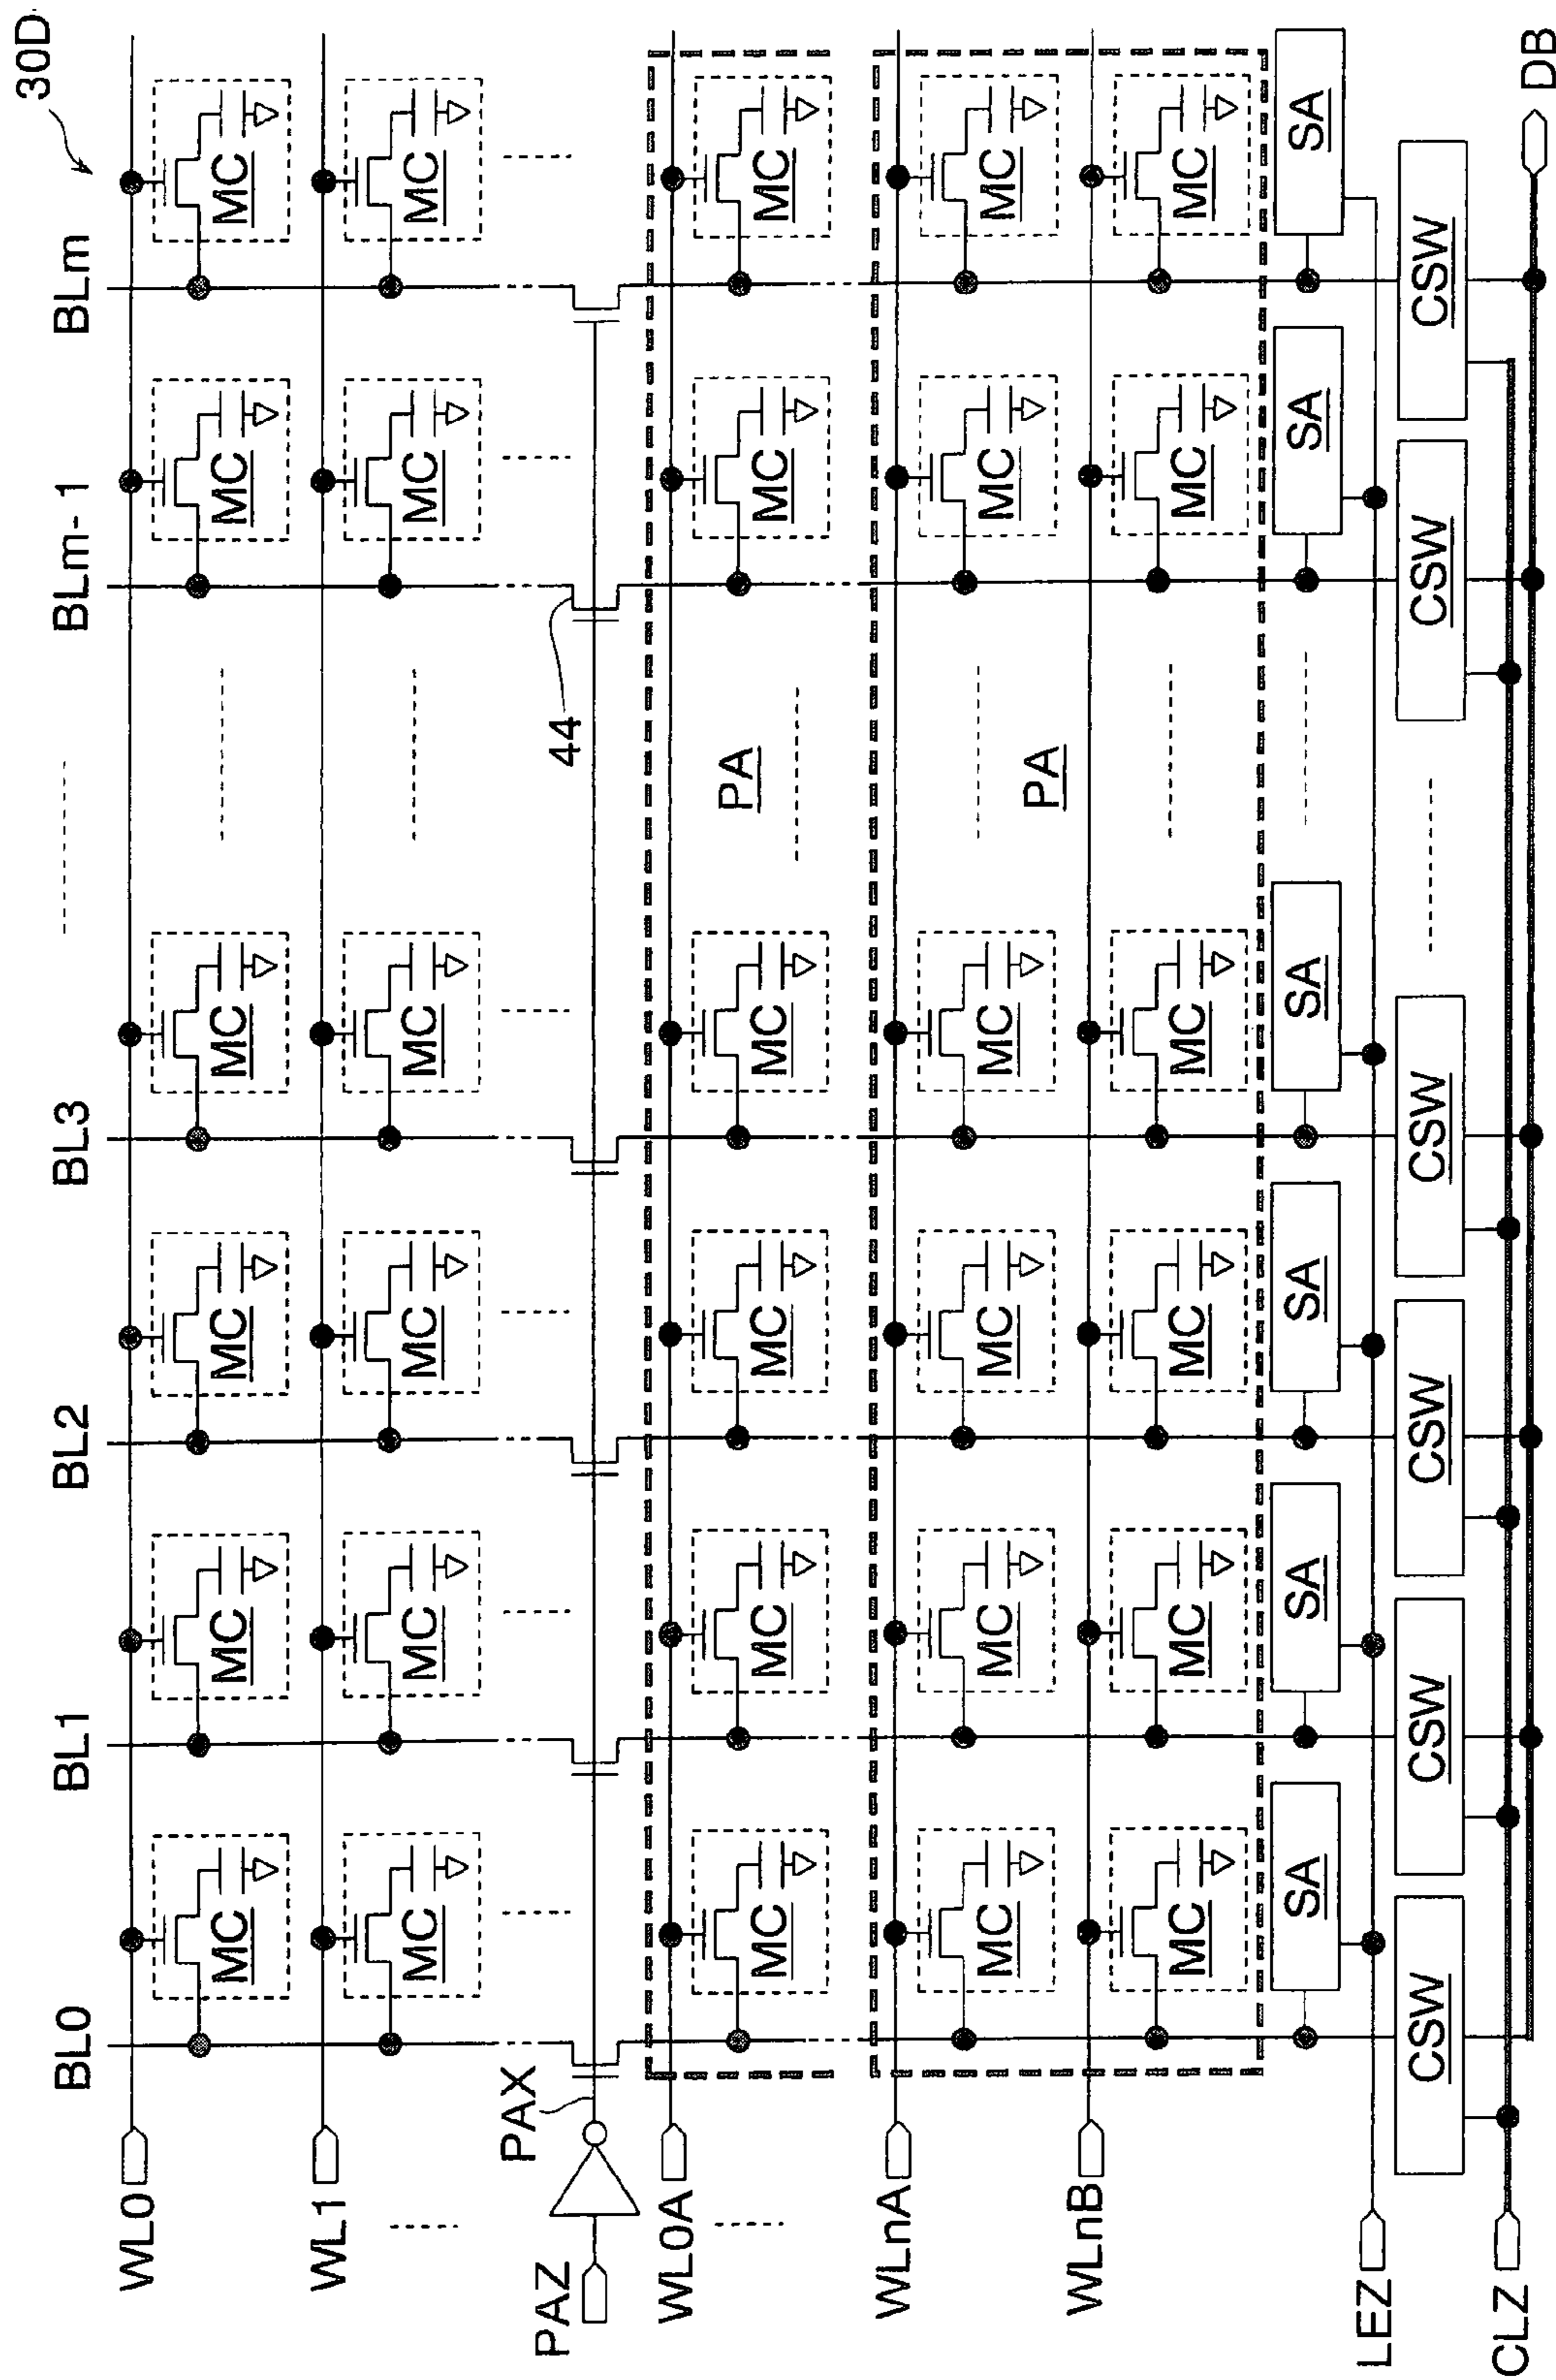 30D
BL0 BL1 BL2 BL3 BLm-1 BLm
WL0
MC MC MC MC MC MC
WL1
MC MC MC MC MC MC
PAX
PAZ
44
WL0A
PA
MC MC MC MC MC MC
WLnA
MC MC MC MC MC MC
PA
WLnB
MC MC MC MC MC MC
SA SA SA SA SA SA
LEZ
CSW CSW CSW CSW CSW CSW
CLZ
DB